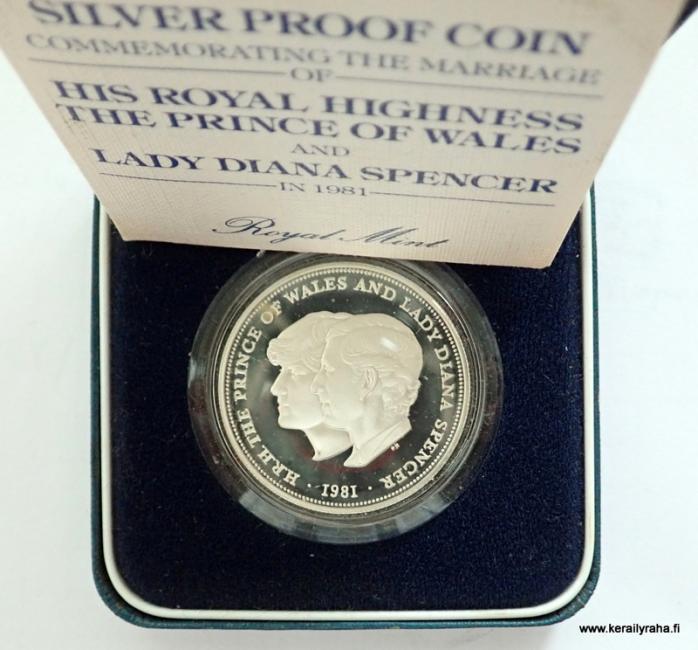 SILVER PROOF COIN
COMMEMORATING THE MARRIAGE
OF
HIS ROYAL HIGHNESS
THE PRINCE OF WALES
AND
LADY DIANA SPENCER
IN 1981
Royal Mint
H.R.H. THE PRINCE OF WALES AND LADY DIANA SPENCER
· 1981 ·
www.kerailyraha.fi